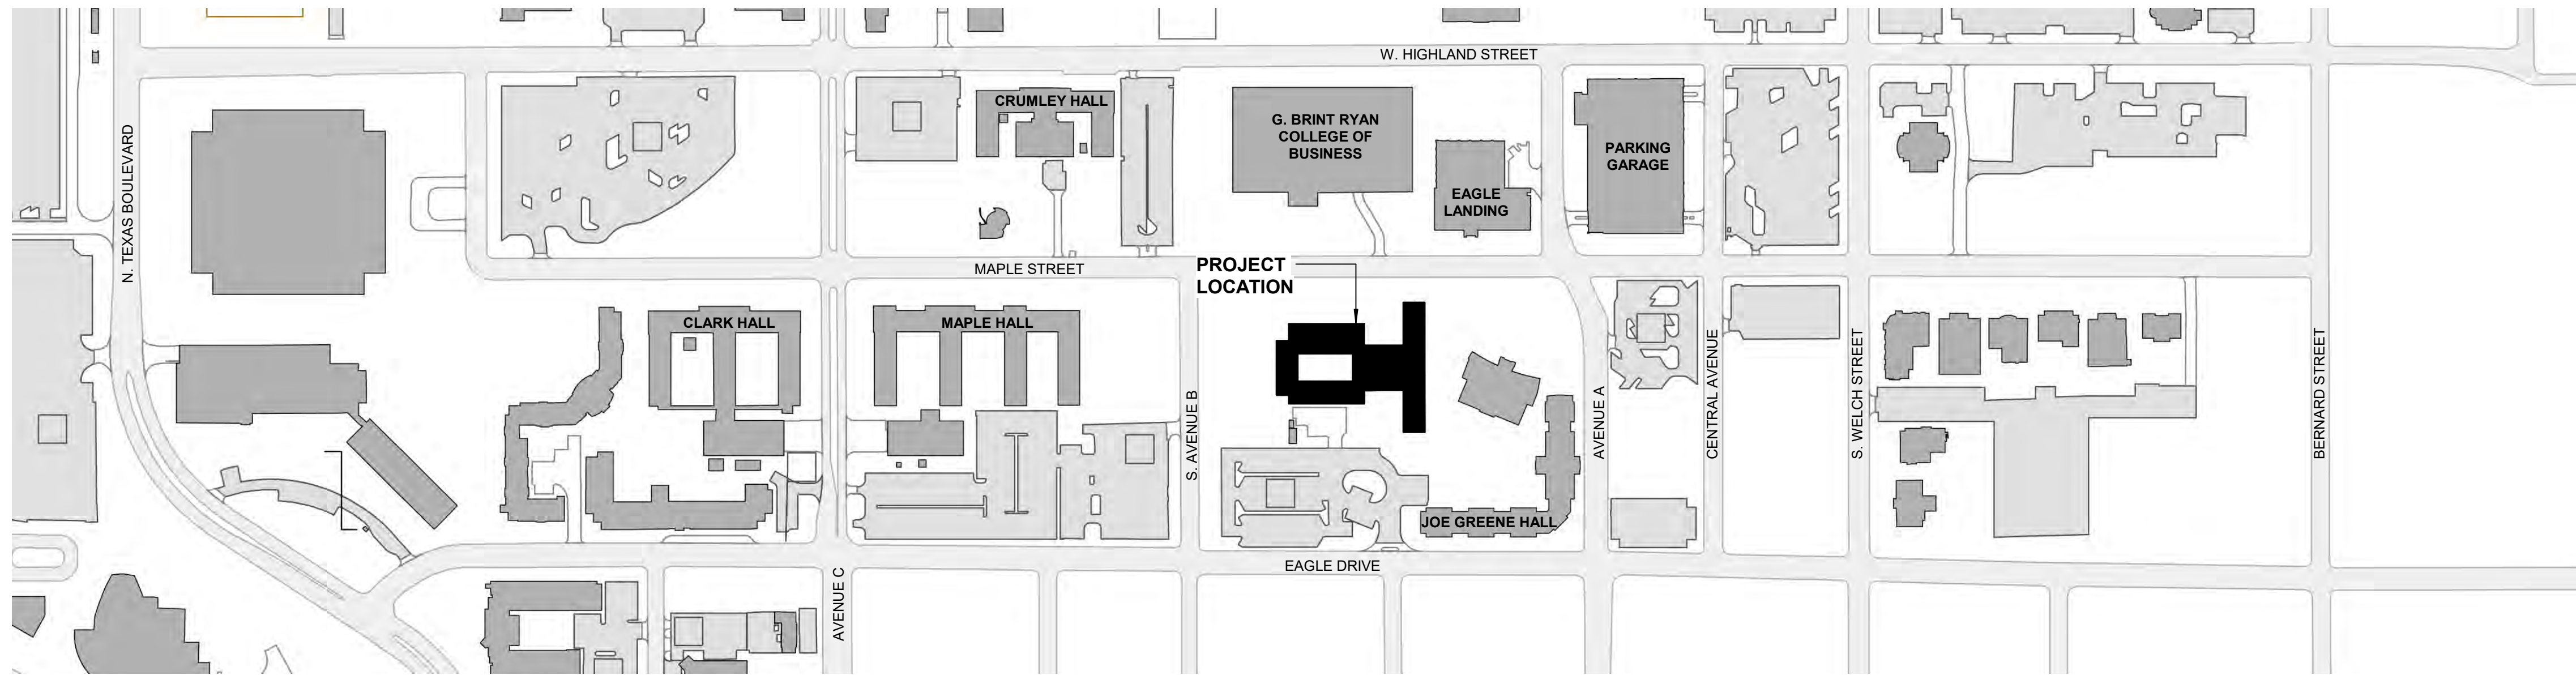 W. HIGHLAND STREET
CRUMLEY HALL
G. BRINT RYAN
COLLEGE OF
BUSINESS
PARKING
GARAGE
EAGLE
LANDING
N. TEXAS BOULEVARD
MAPLE STREET
PROJECT
LOCATION
CLARK HALL
MAPLE HALL
S. AVENUE B
AVENUE A
CENTRAL AVENUE
S. WELCH STREET
BERNARD STREET
JOE GREENE HALL
EAGLE DRIVE
AVENUE C